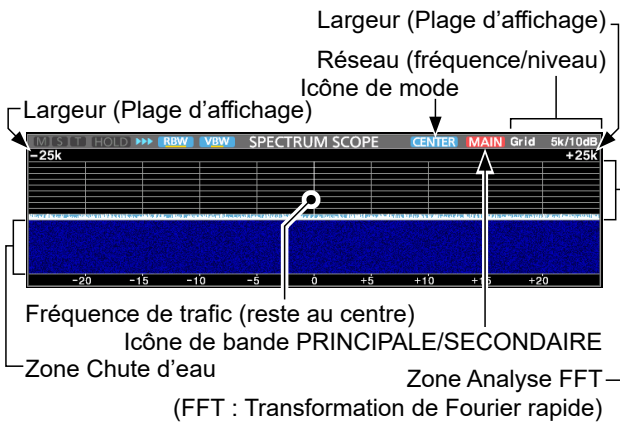 Largeur (Plage d'affichage)
Réseau (fréquence/niveau)
Icône de mode
Largeur (Plage d'affichage)
M S T HOLD RBW VBW SPECTRUM SCOPE CENTER MAIN Grid 5k/10dB
−25k +25k
−20 −15 −10 −5 0 +5 +10 +15 +20
Fréquence de trafic (reste au centre)
Icône de bande PRINCIPALE/SECONDAIRE
Zone Chute d'eau
Zone Analyse FFT
(FFT : Transformation de Fourier rapide)